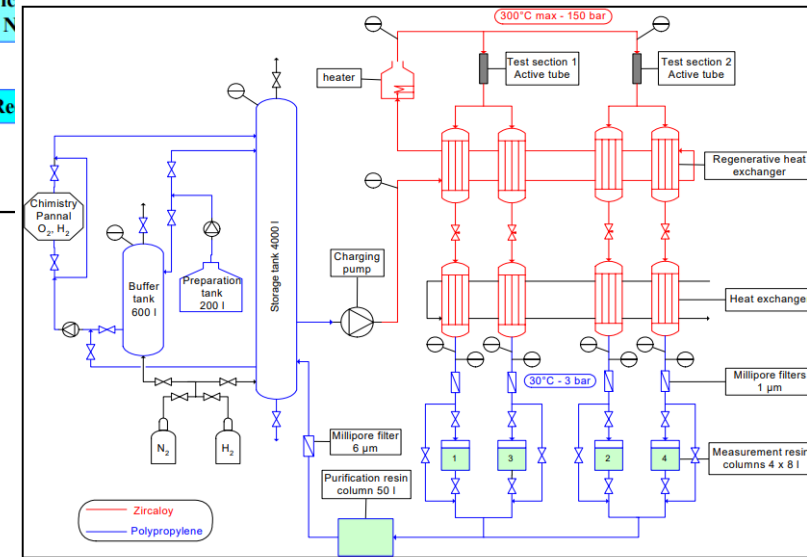 N
Re
300°C max - 150 bar
Test section 1
Active tube
Test section 2
Active tube
heater
Regenerative heat
exchanger
Chimistry
Pannal
O2, H2
Storage tank 4000 l
Charging
pump
Buffer
tank
600 l
Preparation
tank
200 l
Heat exchanger
30°C - 3 bar
Millipore filters
1 µm
N2
H2
Millipore filter
6 µm
1
3
2
4
Measurement resin
columns 4 x 8 l
Purification resin
column 50 l
Zircaloy
Polypropylene